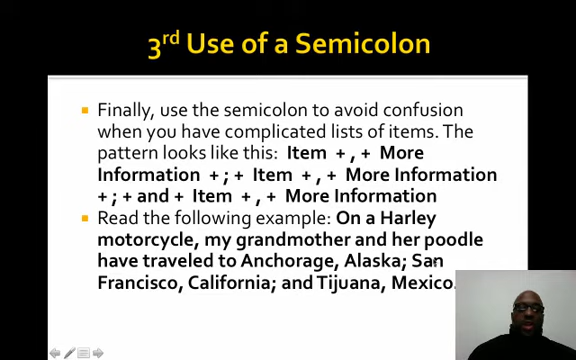 3rd Use of a Semicolon
Finally, use the semicolon to avoid confusion
when you have complicated lists of items. The
pattern looks like this: Item + , + More
Information + ; + Item + , + More Information
+ ; + and + Item + , + More Information
Read the following example: On a Harley
motorcycle, my grandmother and her poodle
have traveled to Anchorage, Alaska; San
Francisco, California; and Tijuana, Mexico.